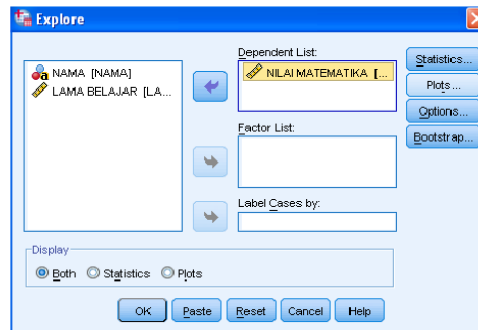 Explore
Dependent List:
NAMA [NAMA]
LAMA BELAJAR [LA...
NILAI MATEMATIKA [...
Statistics...
Plots...
Options...
Bootstrap...
Factor List:
Label Cases by:
Display
Both Statistics Plots
OK Paste Reset Cancel Help